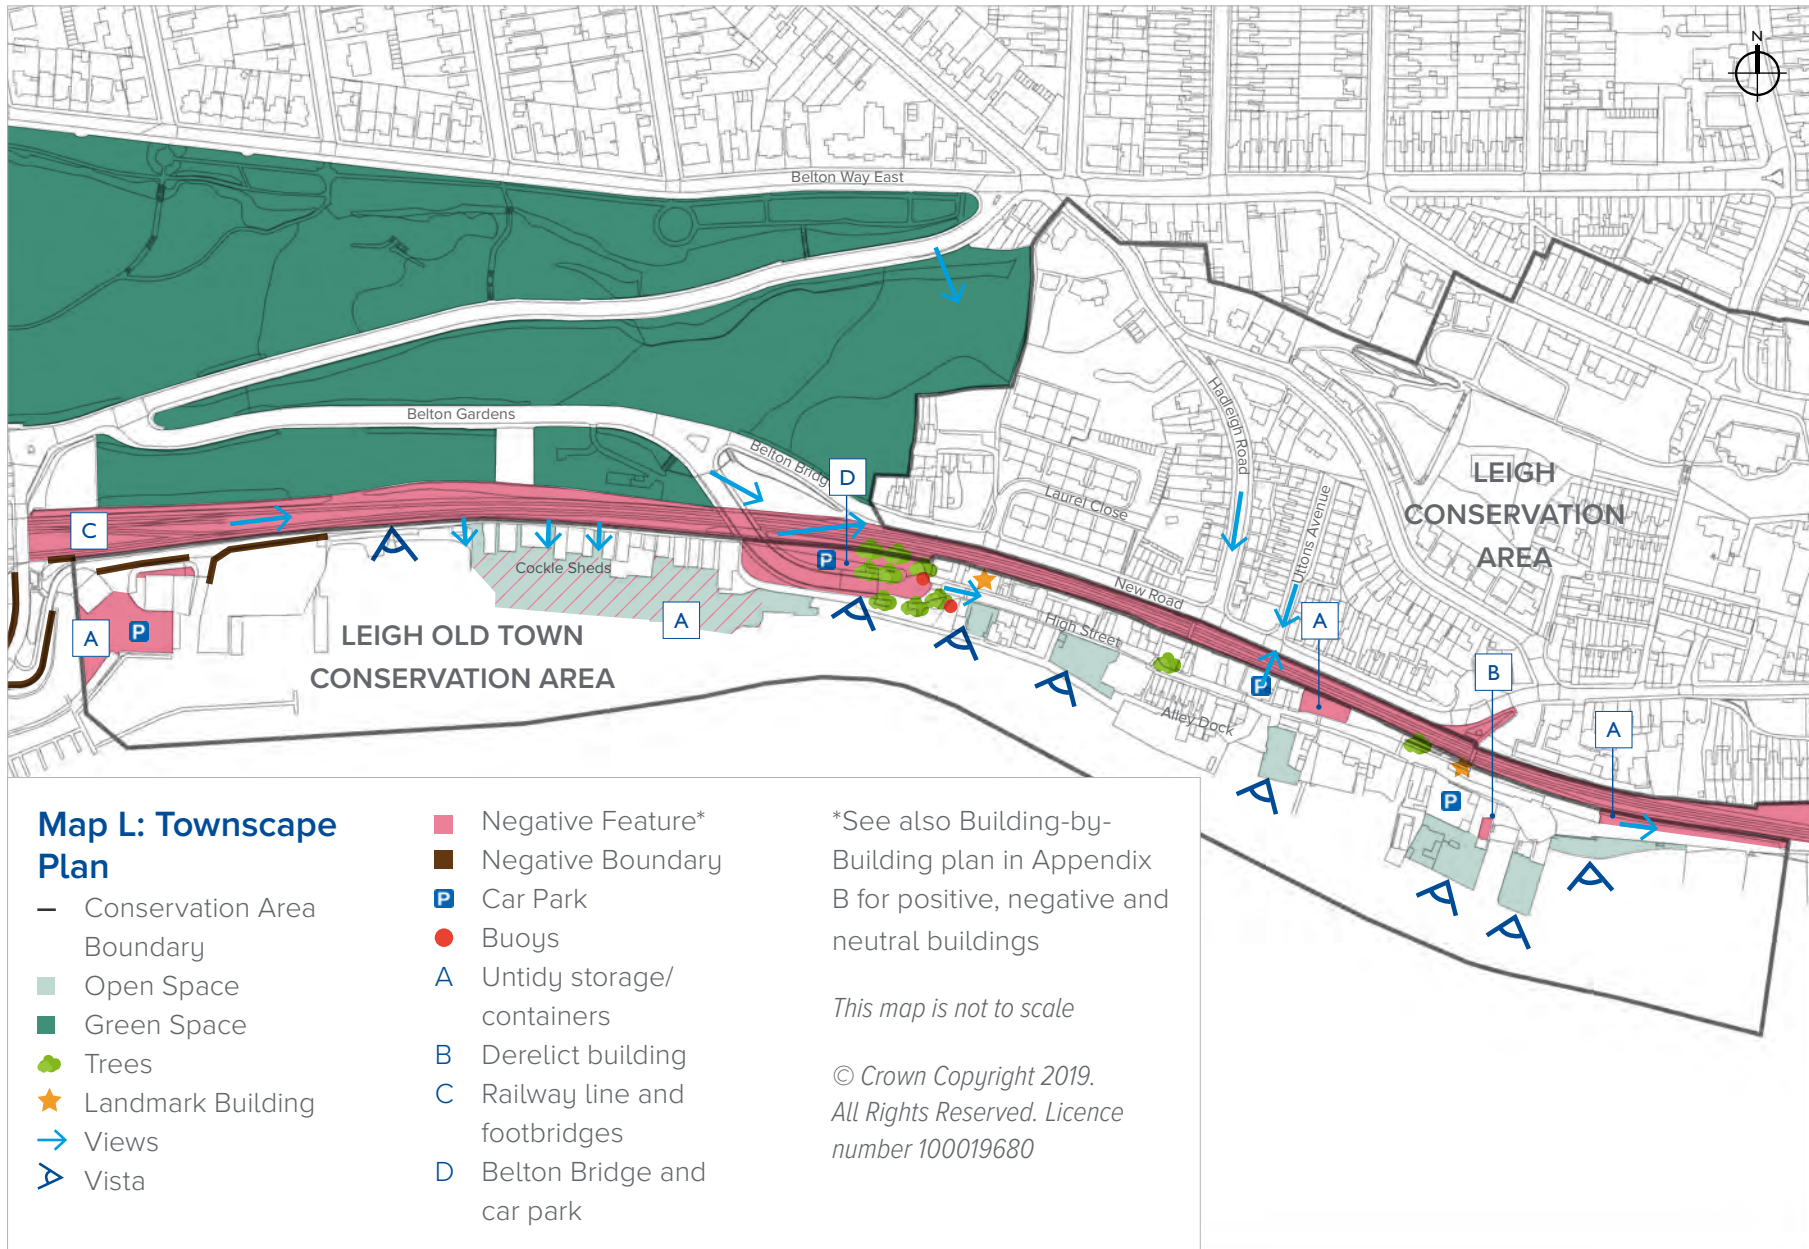 N
Belton Way East
Belton Gardens
Belton Bridg
D
Hadleigh Road
Laurel Close
LEIGH
CONSERVATION
AREA
Uttons Avenue
C
P
Cockle Sheds
New Road
A
P
A
LEIGH OLD TOWN
CONSERVATION AREA
High Street
A
B
P
Alley Dock
A
P
Map L: Townscape
Plan
– Conservation Area
Boundary
Open Space
Green Space
Trees
Landmark Building
Views
Vista
Negative Feature*
Negative Boundary
P Car Park
Buoys
A Untidy storage/
containers
B Derelict building
C Railway line and
footbridges
D Belton Bridge and
car park
*See also Building-by-
Building plan in Appendix
B for positive, negative and
neutral buildings
This map is not to scale
© Crown Copyright 2019.
All Rights Reserved. Licence
number 100019680